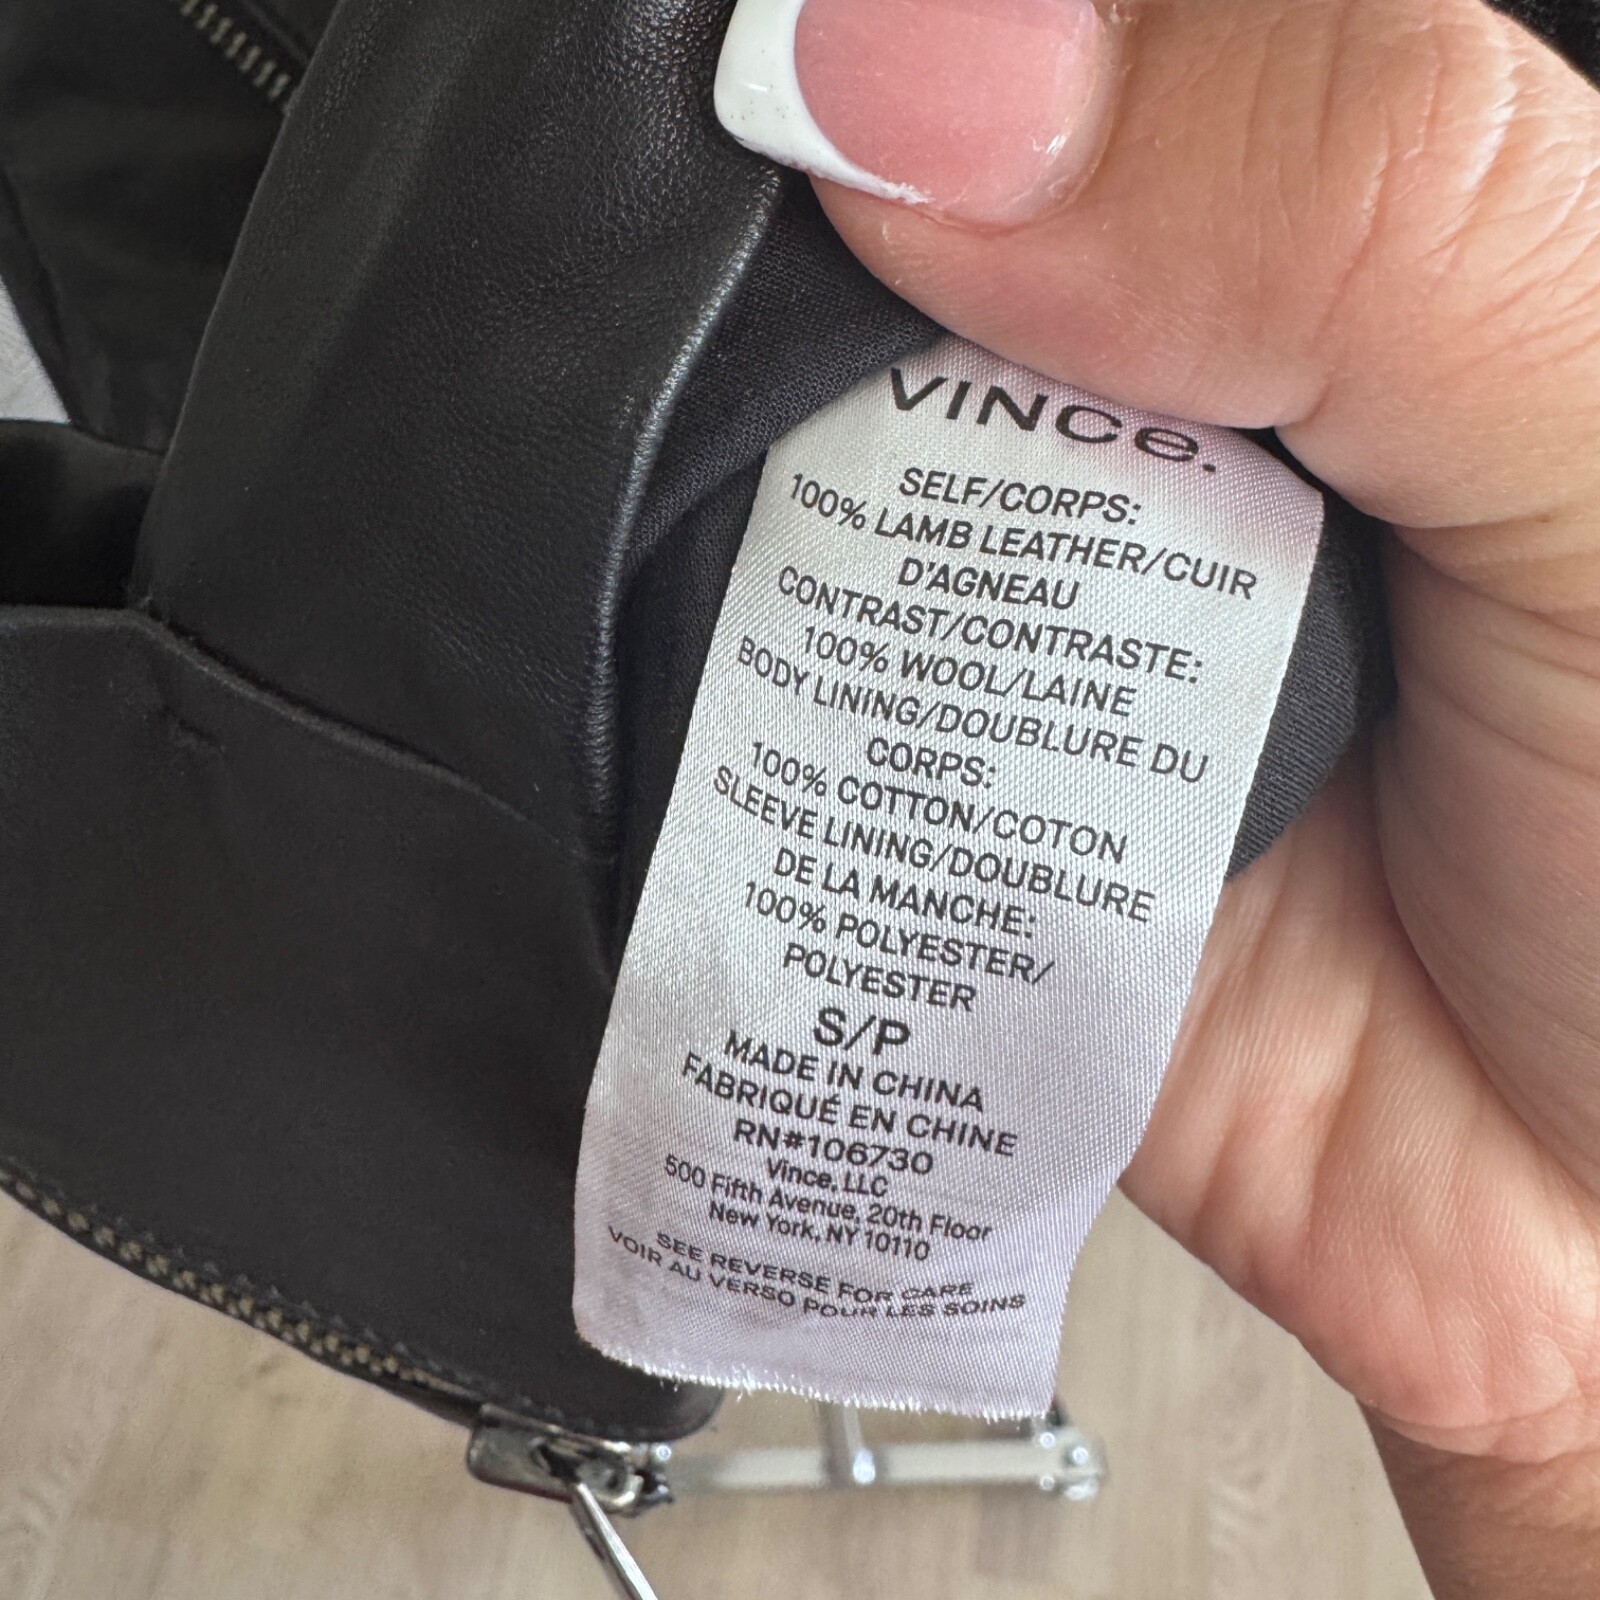 VINCe.
SELF/CORPS:
100% LAMB LEATHER/CUIR
D'AGNEAU
CONTRAST/CONTRASTE:
100% WOOL/LAINE
BODY LINING/DOUBLURE DU
CORPS:
100% COTTON/COTON
SLEEVE LINING/DOUBLURE
DE LA MANCHE:
100% POLYESTER/
POLYESTER
S/P
MADE IN CHINA
FABRIQUÉ EN CHINE
RN#106730
Vince, LLC
500 Fifth Avenue, 20th Floor
New York, NY 10110
SEE REVERSE FOR CARE
VOIR AU VERSO POUR LES SOINS